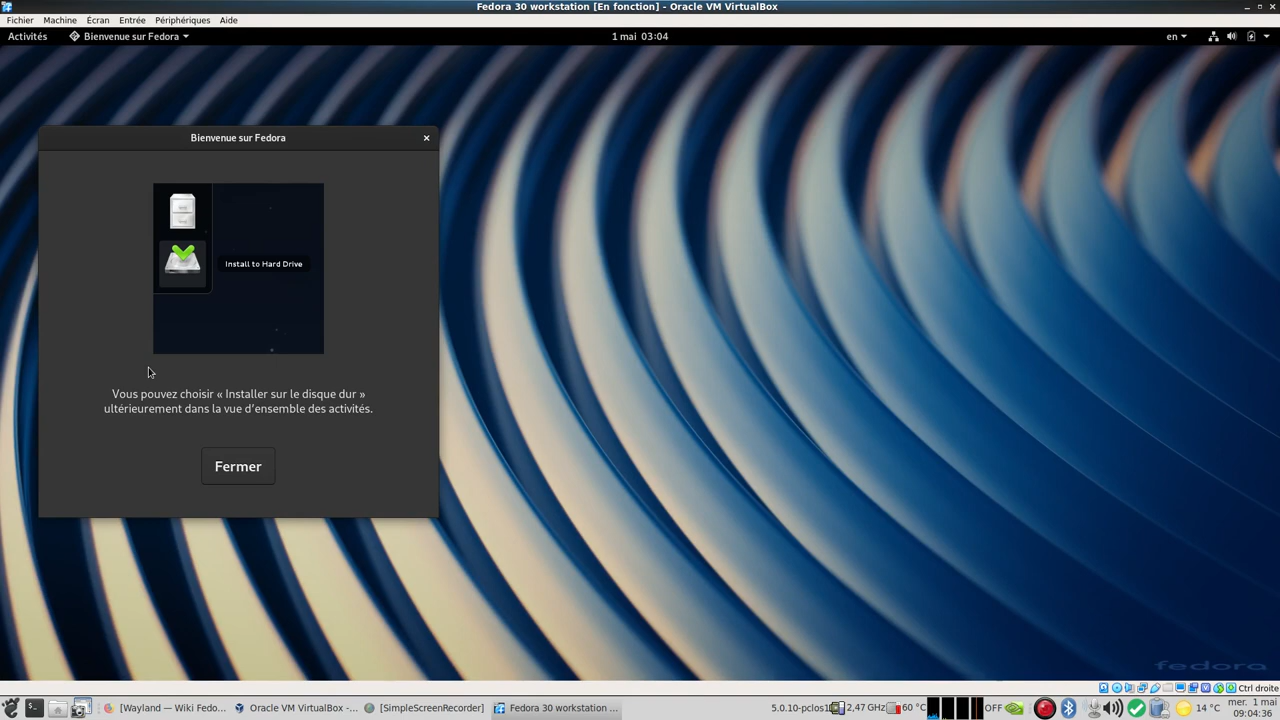 Fedora 30 workstation [En fonction] - Oracle VM VirtualBox
Fichier Machine Écran Entrée Périphériques Aide
Activités Bienvenue sur Fedora 1 mai 03:04 en
Bienvenue sur Fedora
Install to Hard Drive
Vous pouvez choisir « Installer sur le disque dur »
ultérieurement dans la vue d’ensemble des activités.
Fermer
fedora
Ctrl droite
[Wayland — Wiki Fedo... Oracle VM VirtualBox -... [SimpleScreenRecorder] Fedora 30 workstation ... 5.0.10-pclos1 2,47 GHz 60 °C OFF 14 °C mer. 1 mai
09:04:36